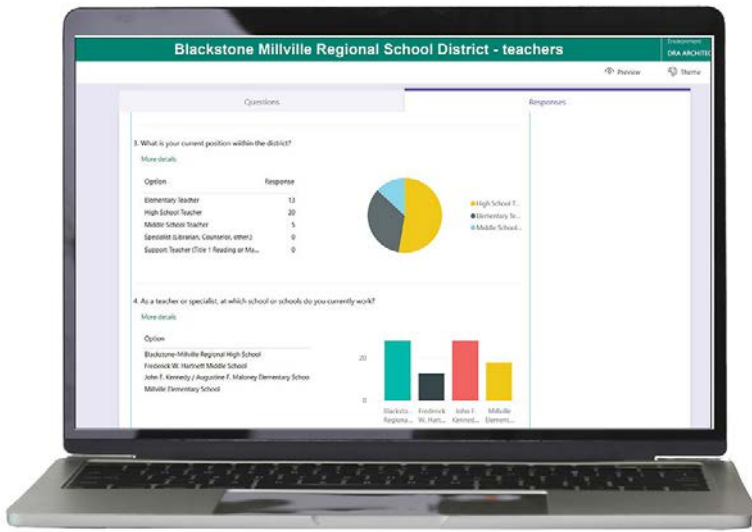 Blackstone Millville Regional School District - teachers
Environment
DRA ARCHITEC
Preview
Theme
Questions
Responses
3. What is your current position within the district?
More details
Option Response
Elementary Teacher 13
High School Teacher 20
Middle School Teacher 5
Specialist (Librarian, Counselor, other.) 0
Support Teacher (Title 1 Reading or Ma... 0
High School T...
Elementary Te...
Middle School...
4. As a teacher or specialist, at which school or schools do you currently work?
More details
Option
Blackstone-Millville Regional High School
Frederick W. Hartnett Middle School
John F. Kennedy / Augustine F. Maloney Elementary Schoo
Millville Elementary School
20
0
Blacksto... Regiona...
Frederick W. Hart...
John F. Kenned...
Millville Element...